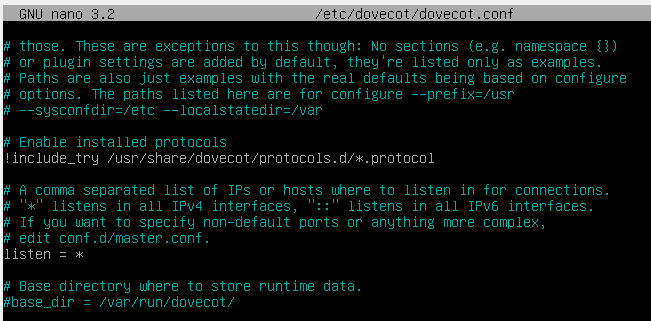 GNU nano 3.2 /etc/dovecot/dovecot.conf
# those. These are exceptions to this though: No sections (e.g. namespace {})
# or plugin settings are added by default, they're listed only as examples.
# Paths are also just examples with the real defaults being based on configure
# options. The paths listed here are for configure --prefix=/usr
# --sysconfdir=/etc --localstatedir=/var
# Enable installed protocols
!include_try /usr/share/dovecot/protocols.d/*.protocol
# A comma separated list of IPs or hosts where to listen in for connections.
# "*" listens in all IPv4 interfaces, "::" listens in all IPv6 interfaces.
# If you want to specify non-default ports or anything more complex,
# edit conf.d/master.conf.
listen = *
# Base directory where to store runtime data.
#base_dir = /var/run/dovecot/